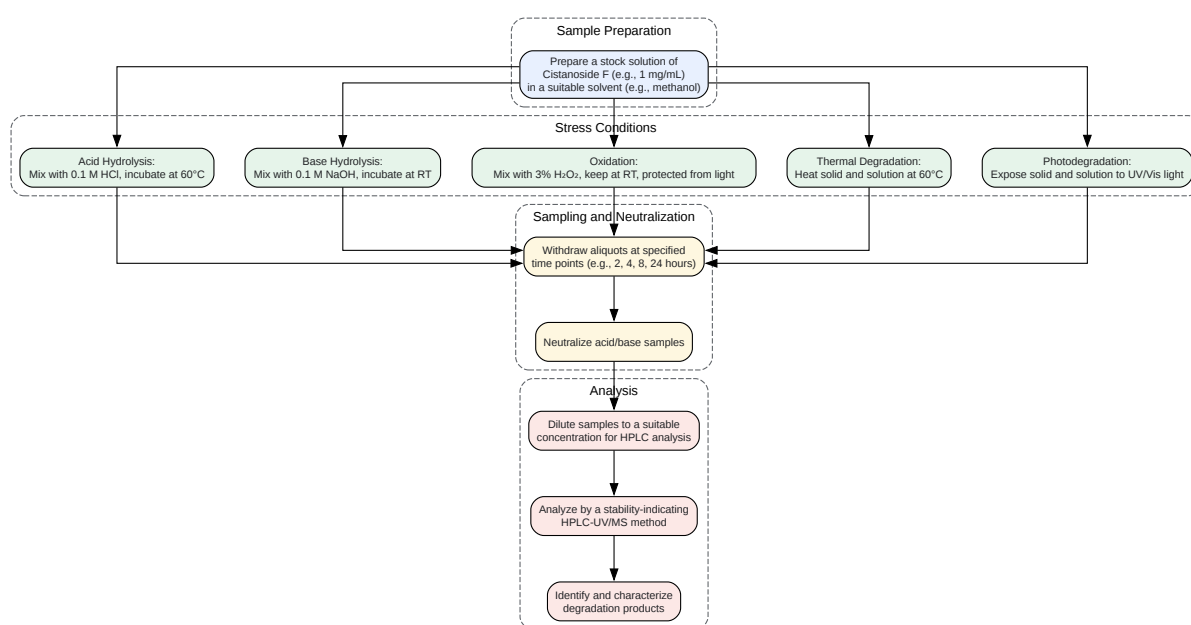 Sample Preparation
Prepare a stock solution of
Cistanoside F (e.g., 1 mg/mL)
in a suitable solvent (e.g., methanol)
Stress Conditions
Acid Hydrolysis:
Mix with 0.1 M HCl, incubate at 60°C
Base Hydrolysis:
Mix with 0.1 M NaOH, incubate at RT
Oxidation:
Mix with 3% H₂O₂, keep at RT, protected from light
Thermal Degradation:
Heat solid and solution at 60°C
Photodegradation:
Expose solid and solution to UV/Vis light
Sampling and Neutralization
Withdraw aliquots at specified
time points (e.g., 2, 4, 8, 24 hours)
Neutralize acid/base samples
Analysis
Dilute samples to a suitable
concentration for HPLC analysis
Analyze by a stability-indicating
HPLC-UV/MS method
Identify and characterize
degradation products